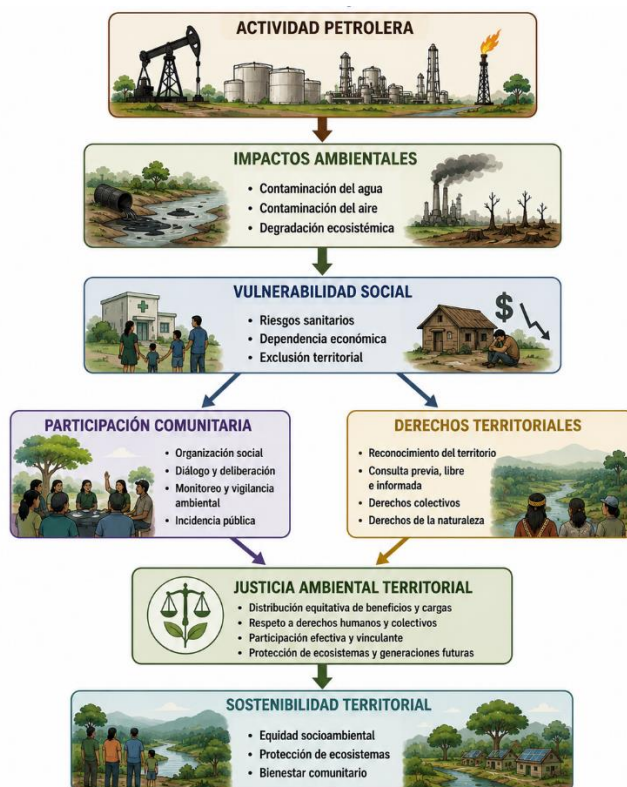 ACTIVIDAD PETROLERA
IMPACTOS AMBIENTALES
• Contaminación del agua
• Contaminación del aire
• Degradación ecosistémica
VULNERABILIDAD SOCIAL
• Riesgos sanitarios
• Dependencia económica
• Exclusión territorial
$
PARTICIPACIÓN COMUNITARIA
• Organización social
• Diálogo y deliberación
• Monitoreo y vigilancia
ambiental
• Incidencia pública
DERECHOS TERRITORIALES
• Reconocimiento del territorio
• Consulta previa, libre
e informada
• Derechos colectivos
• Derechos de la naturaleza
JUSTICIA AMBIENTAL TERRITORIAL
• Distribución equitativa de beneficios y cargas
• Respeto a derechos humanos y colectivos
• Participación efectiva y vinculante
• Protección de ecosistemas y generaciones futuras
SOSTENIBILIDAD TERRITORIAL
• Equidad socioambiental
• Protección de ecosistemas
• Bienestar comunitario